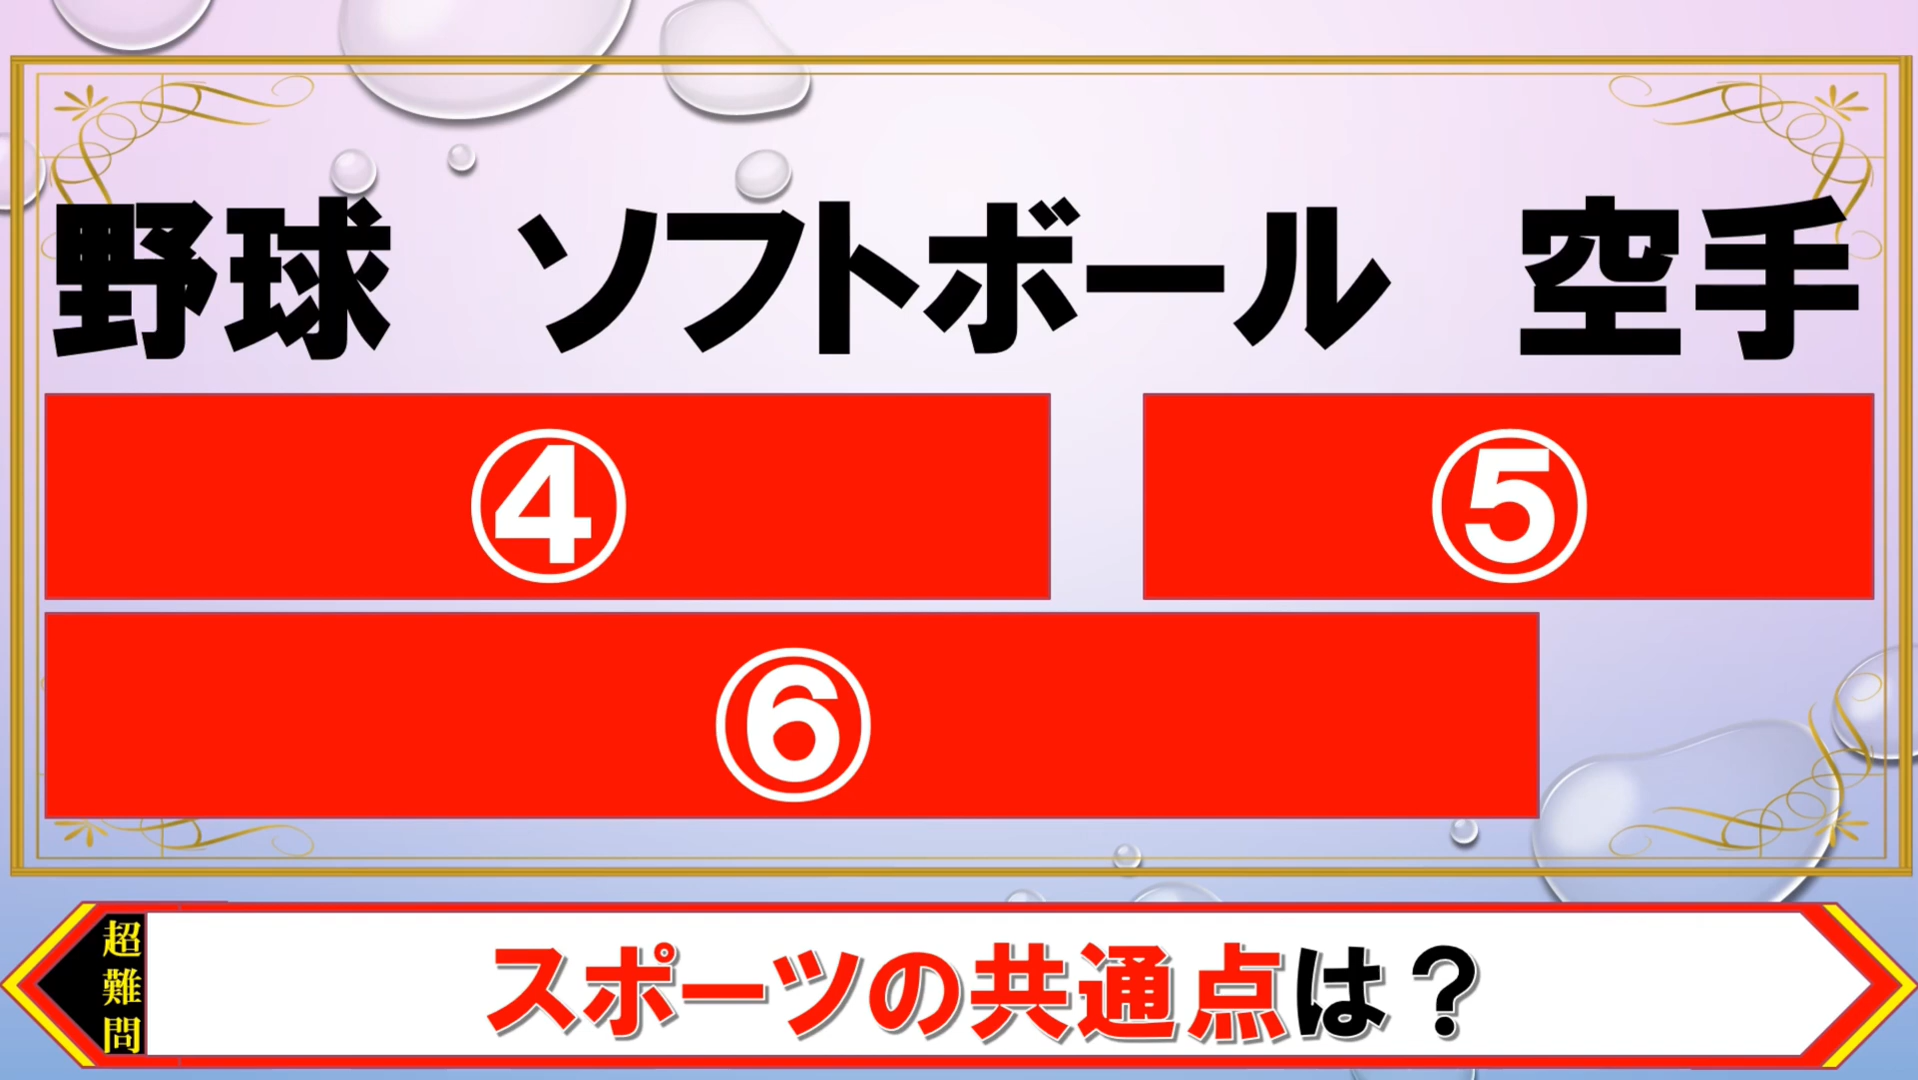 野球　ソフトボール　空手
④　⑤
⑥
超難問
スポーツの共通点は？